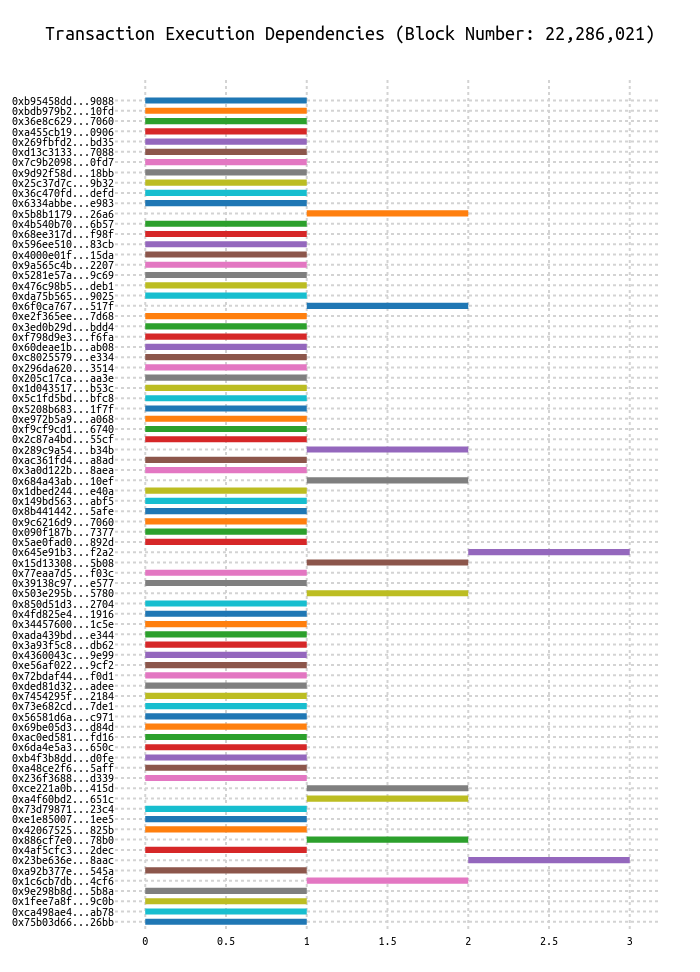 Transaction Execution Dependencies (Block Number: 22,286,021)
0xb95458dd...9088
0xbdb979b2...10fd
0x36e8c629...7060
0xa455cb19...0906
0x269fbfd2...bd35
0xd13c3133...7088
0x7c9b2098...0fd7
0x9d92f58d...18bb
0x25c37d7c...9b32
0x36c470fd...defd
0x6334abbe...e983
0x5b8b1179...26a6
0x4b540b70...6b57
0x68ee317d...f98f
0x596ee510...83cb
0x4000e01f...15da
0x9a565c4b...2207
0x5281e57a...9c69
0x476c98b5...deb1
0xda75b565...9025
0x6f0ca767...517f
0xe2f365ee...7d68
0x3ed0b29d...bdd4
0xf798d9e3...f6fa
0x60deae1b...ab08
0xc8025579...e334
0x296da620...3514
0x205c17ca...aa3e
0x1d043517...b53c
0x5c1fd5bd...bfc8
0x5208b683...1f7f
0xe972b5a9...a068
0xf9cf9cd1...6740
0x2c87a4bd...55cf
0x289c9a54...b34b
0xac361fd4...a8ad
0x3a0d122b...8aea
0x684a43ab...10ef
0x1dbed244...e40a
0x149bd563...abf5
0x8b441442...5afe
0x9c6216d9...7060
0x090f187b...7377
0x5ae0fad0...892d
0x645e91b3...f2a2
0x15d13308...5b08
0x77eaa7d5...f03c
0x39138c97...e577
0x503e295b...5780
0x850d51d3...2704
0x4fd825e4...1916
0x34457600...1c5e
0xada439bd...e344
0x3a93f5c8...db62
0x4360043c...9e99
0xe56af022...9cf2
0x72bdaf44...f0d1
0xded81d32...adee
0x7454295f...2184
0x73e682cd...7de1
0x56581d6a...c971
0x69be05d3...d84d
0xac0ed581...fd16
0x6da4e5a3...650c
0xb4f3b8dd...d0fe
0xa48ce2f6...5aff
0x236f3688...d339
0xce221a0b...415d
0xa4f60bd2...651c
0x73d79871...23c4
0xe1e85007...1ee5
0x42067525...825b
0x886cf7e0...78b0
0x4af5cfc3...2dec
0x23be636e...8aac
0xa92b377e...545a
0x1c6cb7db...4cf6
0x9e298b8d...5b8a
0x1fee7a8f...9c0b
0xca498ae4...ab78
0x75b03d66...26bb
0 0.5 1 1.5 2 2.5 3